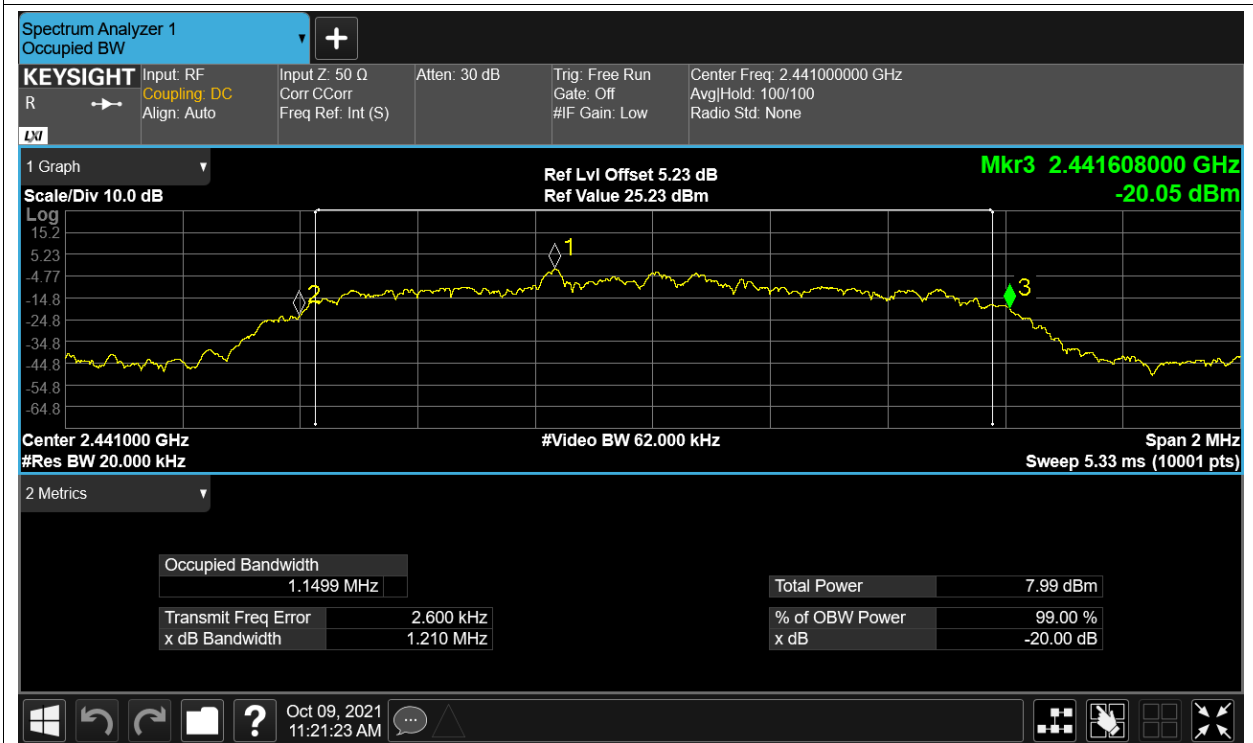 Spectrum Analyzer 1
Occupied BW
+
KEYSIGHT Input: RF Input Z: 50 Ω Atten: 30 dB Trig: Free Run Center Freq: 2.441000000 GHz
R Coupling: DC Corr CCorr Gate: Off Avg|Hold: 100/100
Align: Auto Freq Ref: Int (S) #IF Gain: Low Radio Std: None
LXI
1 Graph Ref Lvl Offset 5.23 dB Mkr3 2.441608000 GHz
Scale/Div 10.0 dB Ref Value 25.23 dBm -20.05 dBm
Log
15.2
5.23
-4.77
-14.8
-24.8
-34.8
-44.8
-54.8
-64.8
1
2
3
Center 2.441000 GHz #Video BW 62.000 kHz Span 2 MHz
#Res BW 20.000 kHz Sweep 5.33 ms (10001 pts)
2 Metrics
Occupied Bandwidth
1.1499 MHz Total Power 7.99 dBm
Transmit Freq Error 2.600 kHz % of OBW Power 99.00 %
x dB Bandwidth 1.210 MHz x dB -20.00 dB
? Oct 09, 2021
11:21:23 AM